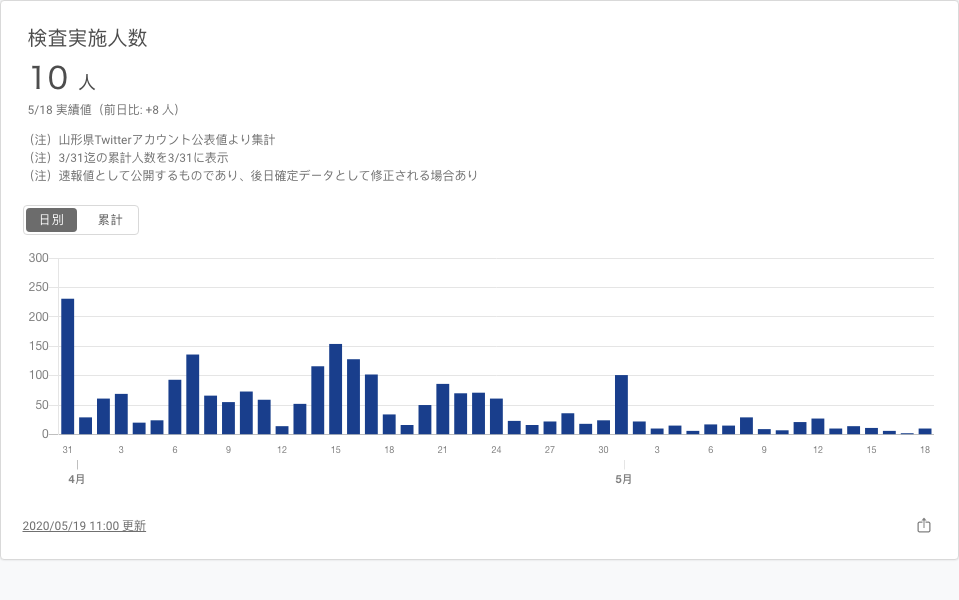 検査実施人数
10 人
5/18 実績値（前日比: +8 人）
（注）山形県Twitterアカウント公表値より集計
（注）3/31迄の累計人数を3/31に表示
（注）速報値として公開するものであり、後日確定データとして修正される場合あり
日別 累計
300
250
200
150
100
50
0
31 3 6 9 12 15 18 21 24 27 30 3 6 9 12 15 18
4月 5月
2020/05/19 11:00 更新